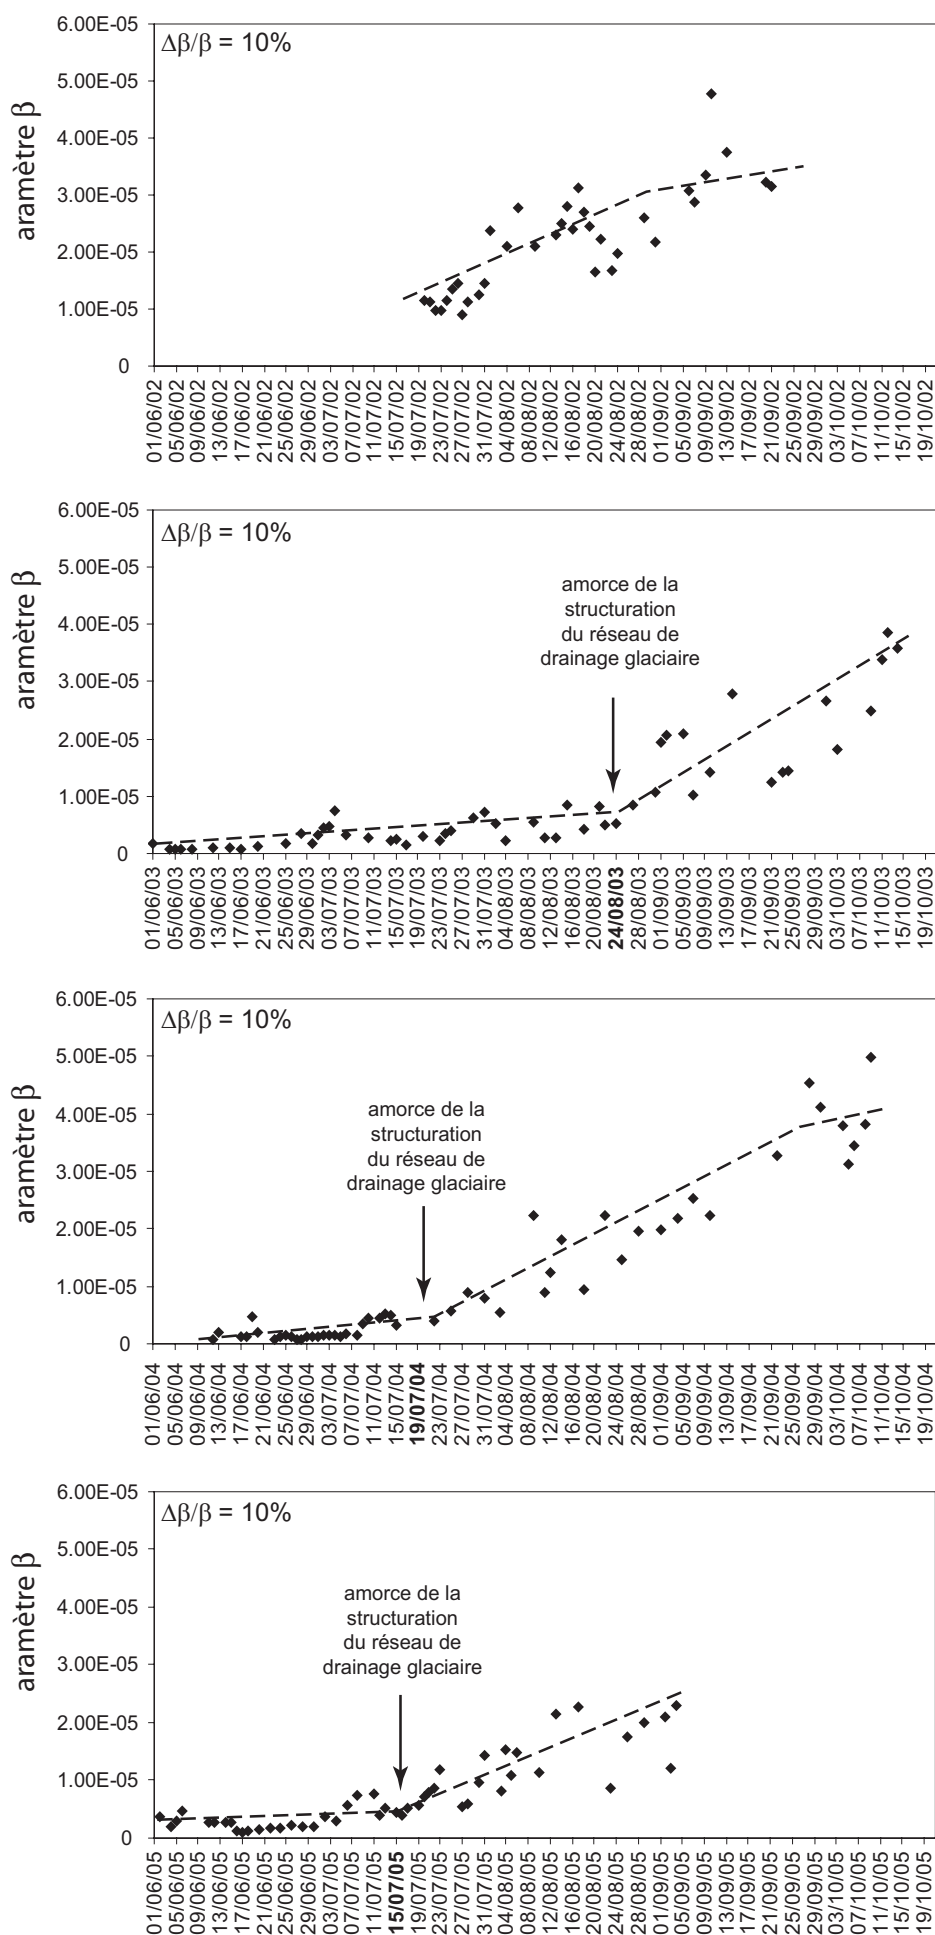 Δβ/β = 10%
aramètre β
6.00E-05
5.00E-05
4.00E-05
3.00E-05
2.00E-05
1.00E-05
0
01/06/02 05/06/02 09/06/02 13/06/02 17/06/02 21/06/02 25/06/02 29/06/02 03/07/02 07/07/02 11/07/02 15/07/02 19/07/02 23/07/02 27/07/02 31/07/02 04/08/02 08/08/02 12/08/02 16/08/02 20/08/02 24/08/02 28/08/02 01/09/02 05/09/02 09/09/02 13/09/02 17/09/02 21/09/02 25/09/02 29/09/02 03/10/02 07/10/02 11/10/02 15/10/02 19/10/02
Δβ/β = 10%
amorce de la
structuration
du réseau de
drainage glaciaire
aramètre β
6.00E-05
5.00E-05
4.00E-05
3.00E-05
2.00E-05
1.00E-05
0
01/06/03 05/06/03 09/06/03 13/06/03 17/06/03 21/06/03 25/06/03 29/06/03 03/07/03 07/07/03 11/07/03 15/07/03 19/07/03 23/07/03 27/07/03 31/07/03 04/08/03 08/08/03 12/08/03 16/08/03 20/08/03 24/08/03 28/08/03 01/09/03 05/09/03 09/09/03 13/09/03 17/09/03 21/09/03 25/09/03 29/09/03 03/10/03 07/10/03 11/10/03 15/10/03 19/10/03
Δβ/β = 10%
amorce de la
structuration
du réseau de
drainage glaciaire
aramètre β
6.00E-05
5.00E-05
4.00E-05
3.00E-05
2.00E-05
1.00E-05
0
01/06/04 05/06/04 09/06/04 13/06/04 17/06/04 21/06/04 25/06/04 29/06/04 03/07/04 07/07/04 11/07/04 15/07/04 19/07/04 23/07/04 27/07/04 31/07/04 04/08/04 08/08/04 12/08/04 16/08/04 20/08/04 24/08/04 28/08/04 01/09/04 05/09/04 09/09/04 13/09/04 17/09/04 21/09/04 25/09/04 29/09/04 03/10/04 07/10/04 11/10/04 15/10/04 19/10/04
Δβ/β = 10%
amorce de la
structuration
du réseau de
drainage glaciaire
aramètre β
6.00E-05
5.00E-05
4.00E-05
3.00E-05
2.00E-05
1.00E-05
0
01/06/05 05/06/05 09/06/05 13/06/05 17/06/05 21/06/05 25/06/05 29/06/05 03/07/05 07/07/05 11/07/05 15/07/05 19/07/05 23/07/05 27/07/05 31/07/05 04/08/05 08/08/05 12/08/05 16/08/05 20/08/05 24/08/05 28/08/05 01/09/05 05/09/05 09/09/05 13/09/05 17/09/05 21/09/05 25/09/05 29/09/05 03/10/05 07/10/05 11/10/05 15/10/05 19/10/05